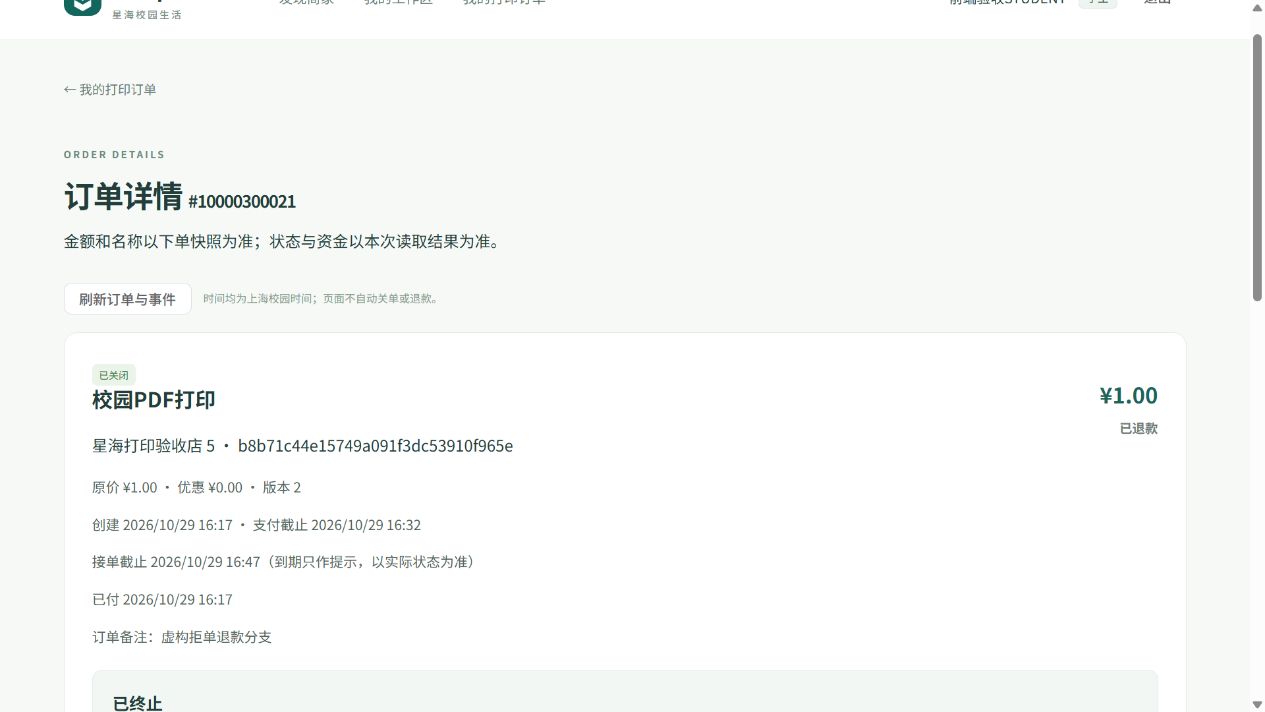 星海校园生活
← 我的打印订单
ORDER DETAILS
订单详情 #10000300021
金额和名称以下单快照为准；状态与资金以本次读取结果为准。
刷新订单与事件 时间均为上海校园时间；页面不自动关单或退款。
已关闭
校园PDF打印
¥1.00
已退款
星海打印验收店 5 · b8b71c44e15749a091f3dc53910f965e
原价 ¥1.00 · 优惠 ¥0.00 · 版本 2
创建 2026/10/29 16:17 · 支付截止 2026/10/29 16:32
接单截止 2026/10/29 16:47（到期只作提示，以实际状态为准）
已付 2026/10/29 16:17
订单备注：虚构拒单退款分支
已终止